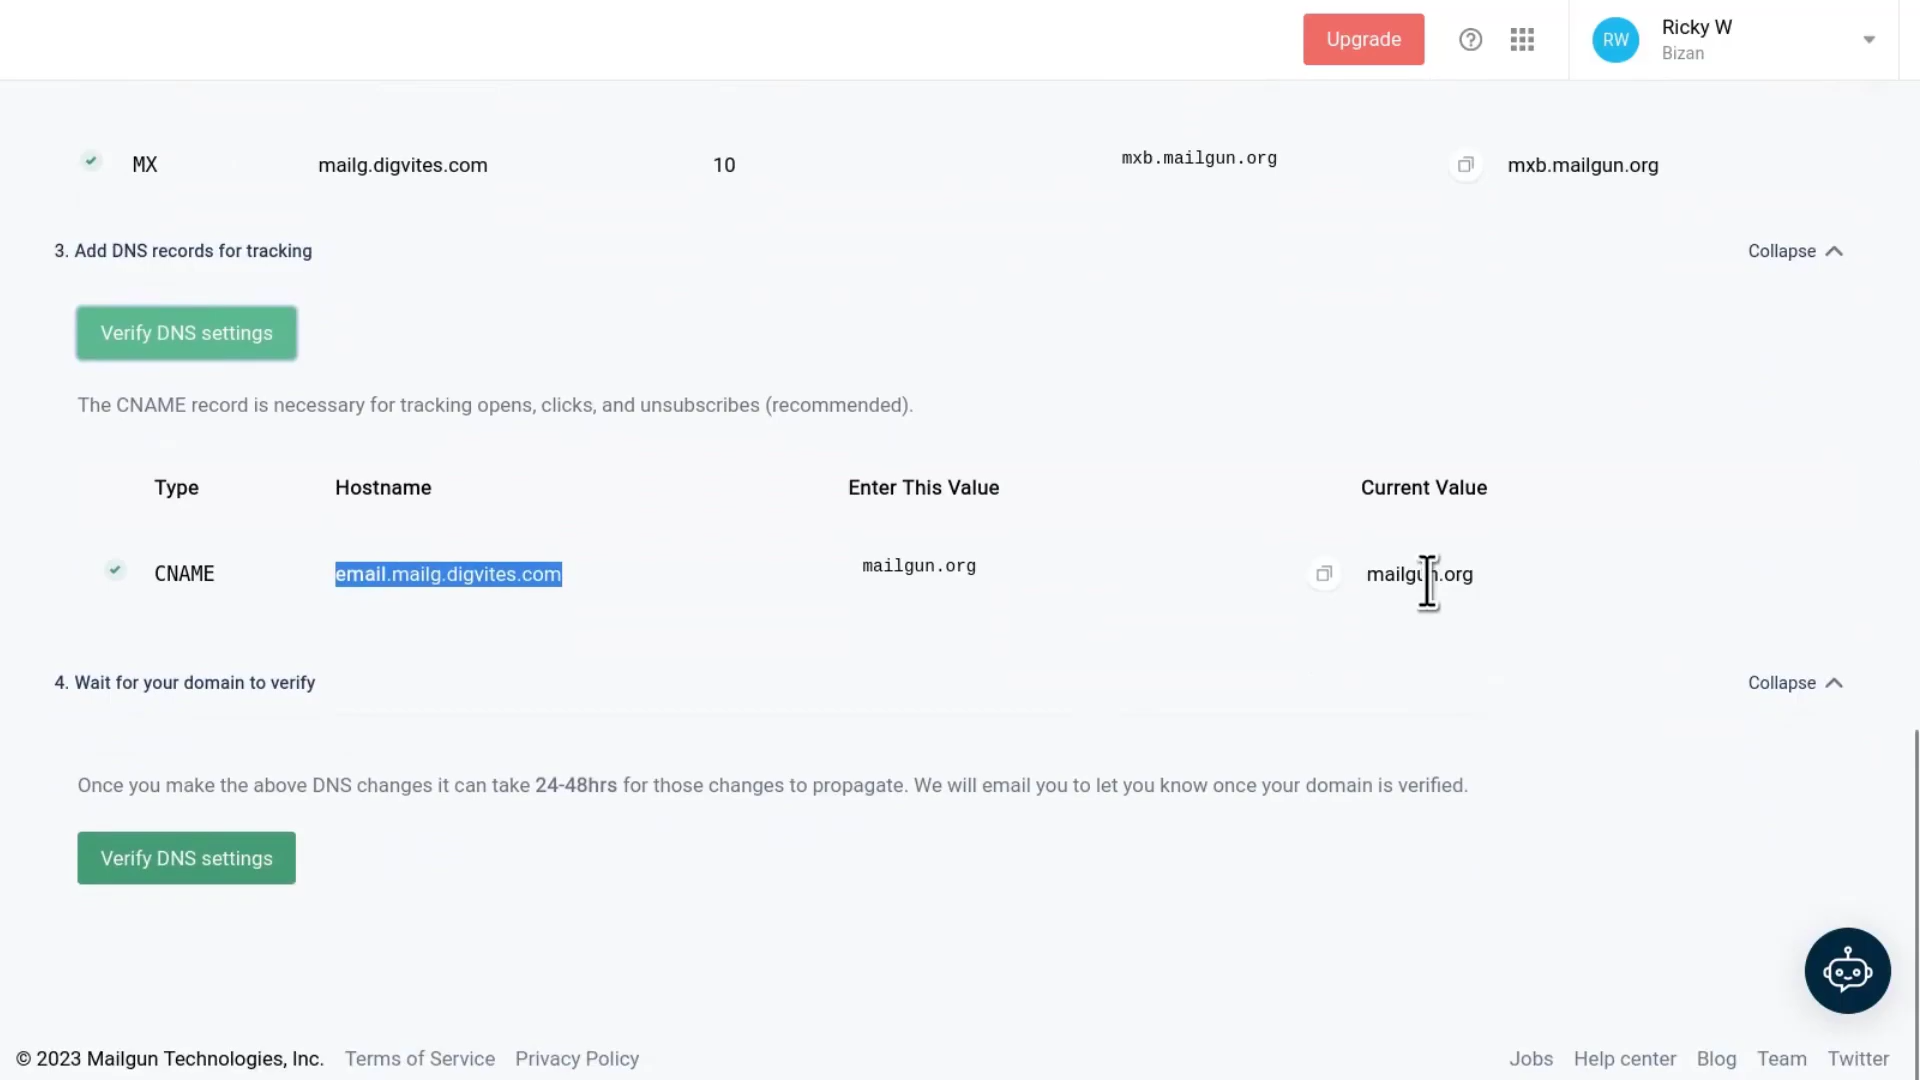 Upgrade
RW
Ricky W
Bizan
MX mailg.digvites.com 10 mxb.mailgun.org mxb.mailgun.org
3. Add DNS records for tracking Collapse
Verify DNS settings
The CNAME record is necessary for tracking opens, clicks, and unsubscribes (recommended).
Type Hostname Enter This Value Current Value
CNAME email.mailg.digvites.com mailgun.org mailgun.org
4. Wait for your domain to verify Collapse
Once you make the above DNS changes it can take 24-48hrs for those changes to propagate. We will email you to let you know once your domain is verified.
Verify DNS settings
© 2023 Mailgun Technologies, Inc. Terms of Service Privacy Policy Jobs Help center Blog Team Twitter